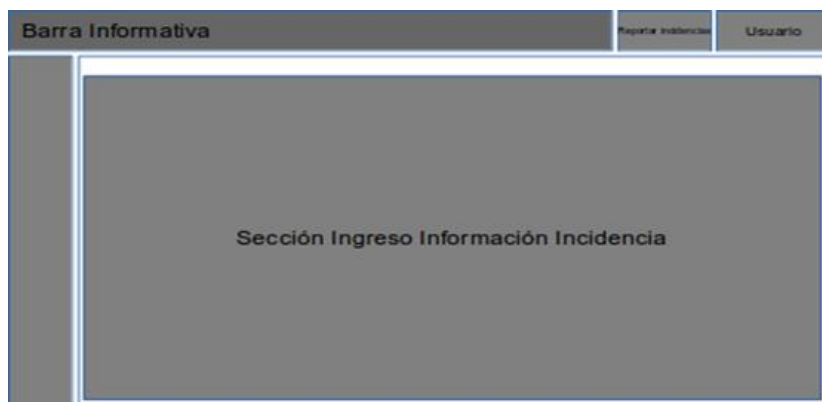 Barra Informativa
Reportar incidencias
Usuario
Sección Ingreso Información Incidencia